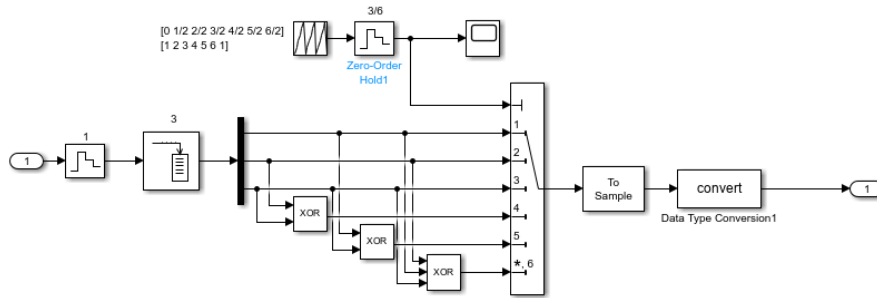 3/6
[0 1/2 2/2 3/2 4/2 5/2 6/2]
[1 2 3 4 5 6 1]
Zero-Order
Hold1
1
3
1
1
2
3
4
5
*, 6
XOR
XOR
XOR
To
Sample
convert
Data Type Conversion1
1